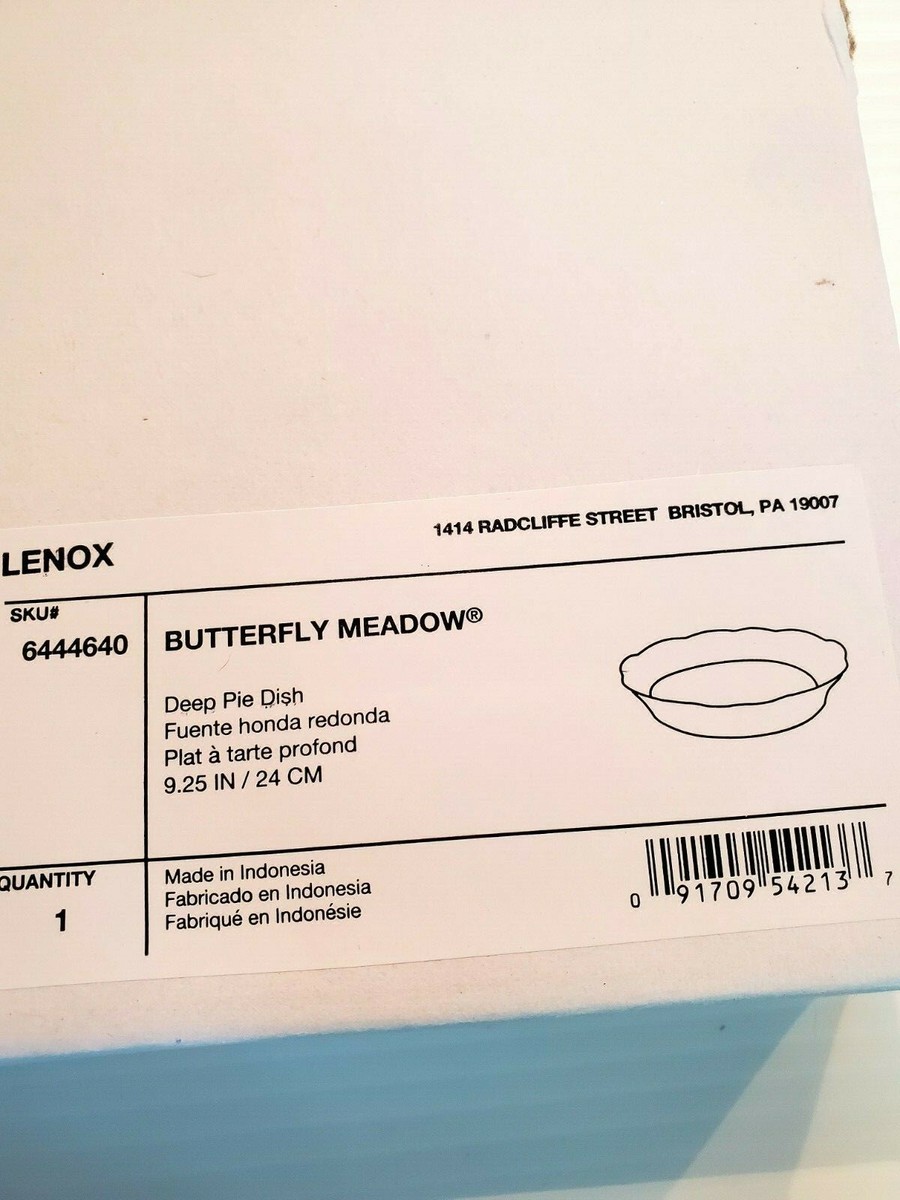 LENOX
1414 RADCLIFFE STREET BRISTOL, PA 19007
SKU#
6444640
BUTTERFLY MEADOW®
Deep Pie Dish
Fuente honda redonda
Plat à tarte profond
9.25 IN / 24 CM
QUANTITY
1
Made in Indonesia
Fabricado en Indonesia
Fabriqué en Indonésie
0 91709 54213 7